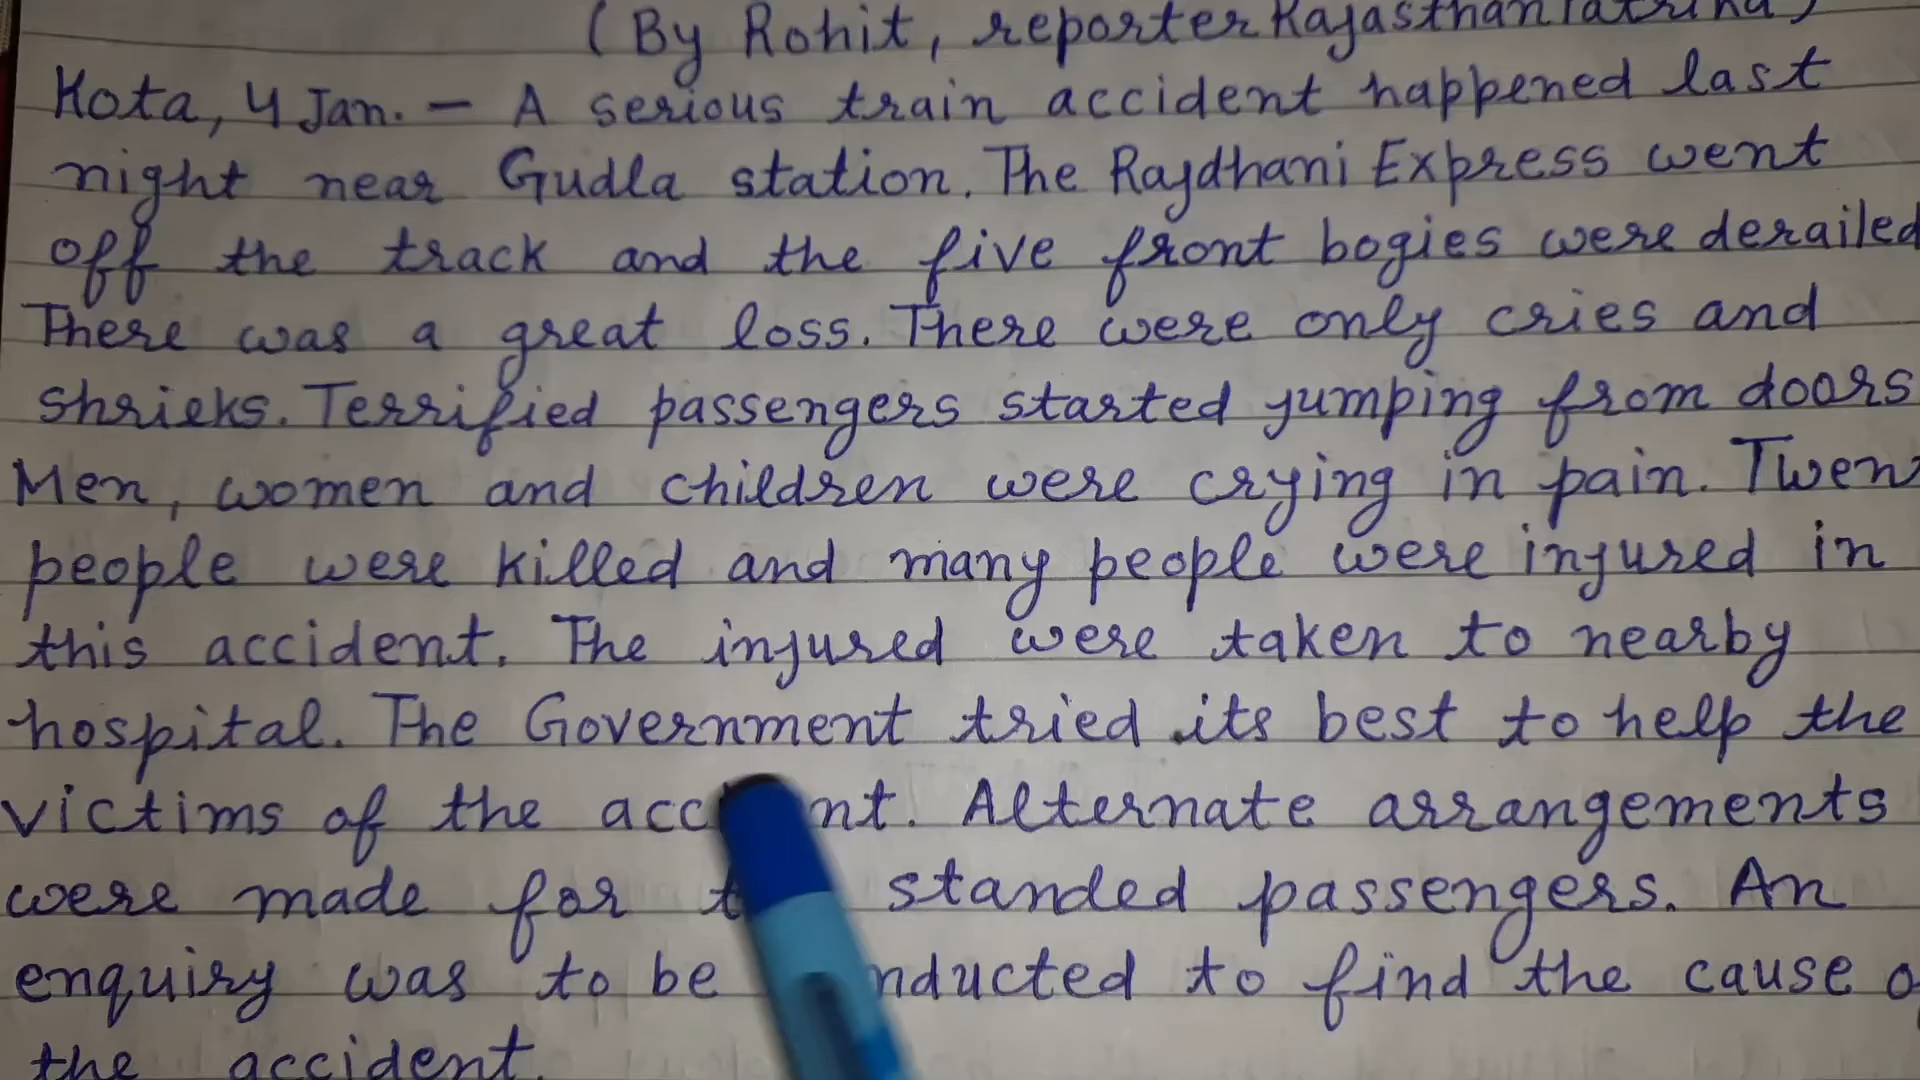 (By Rohit, reporter Rajasthan Patrika)
Kota, 4 Jan. - A serious train accident happened last
night near Gudla station. The Rajdhani Express went
off the track and the five front bogies were derailed
There was a great loss. There were only cries and
shrieks. Terrified passengers started jumping from doors
Men, women and children were crying in pain. Twen
people were killed and many people were injured in
this accident. The injured were taken to nearby
hospital. The Government tried its best to help the
victims of the acc nt. Alternate arrangements
were made for t standed passengers. An
enquiry was to be nducted to find the cause o
the accident.